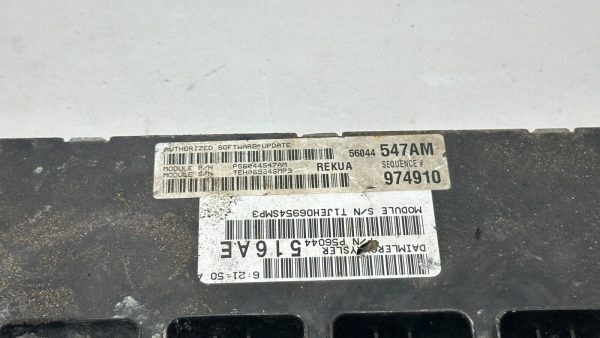 AUTHORIZED SOFTWARE UPDATE
MODULE P/N P56044547AM
MODULE S/N TEH06954SMP3
REKUA
56044 547AM
SEQUENCE #
974910
MODULE S/N T1JEH06954SMP3
516AE
P/N P56044
DAIMLERCHRYSLER
6:21:50 A